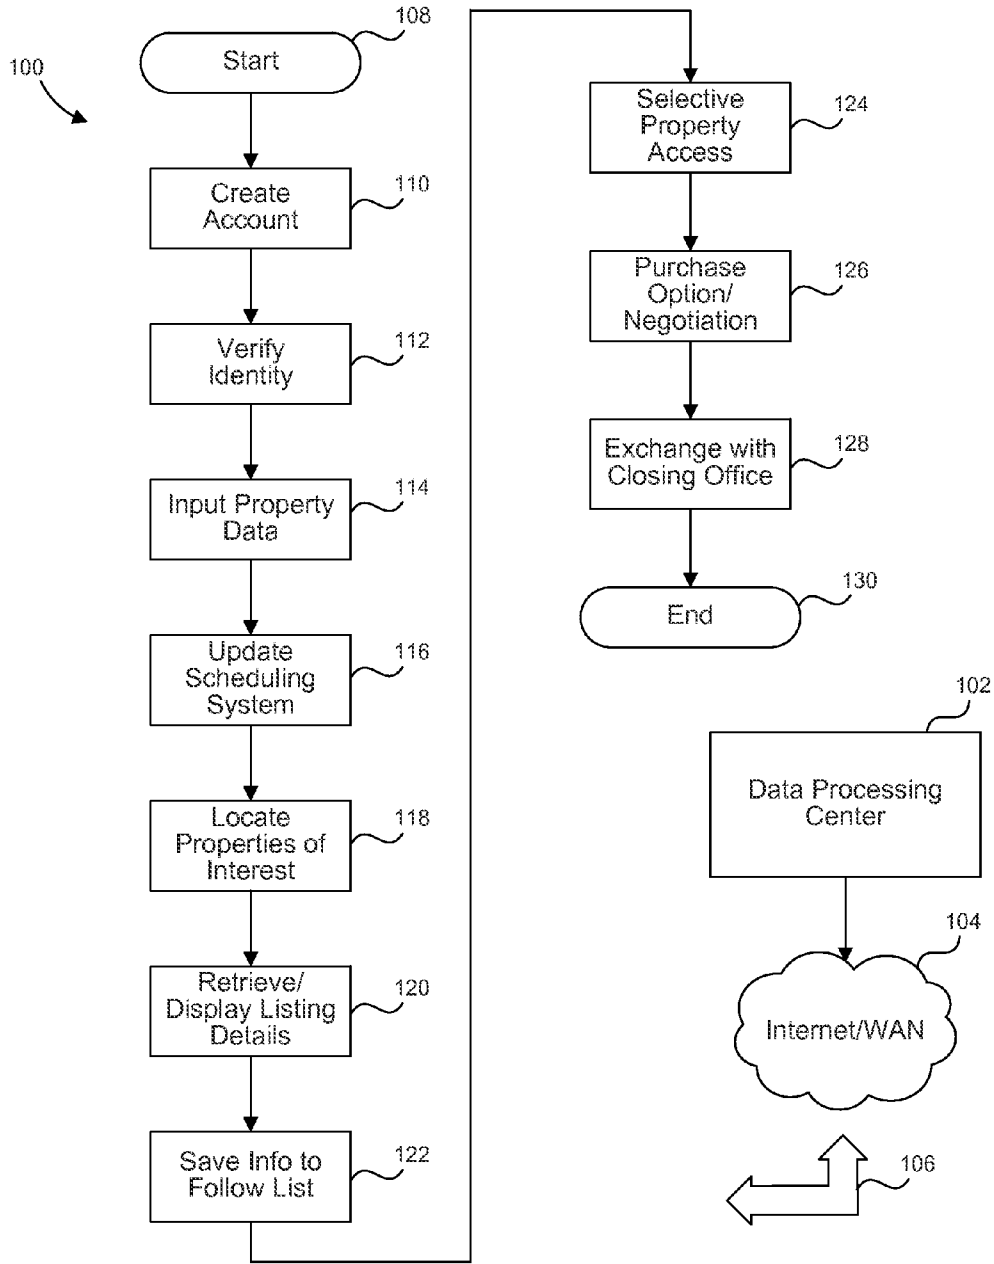 100
Start
108
Create
Account
110
Verify
Identity
112
Input Property
Data
114
Update
Scheduling
System
116
Locate
Properties of
Interest
118
Retrieve/
Display Listing
Details
120
Save Info to
Follow List
122
Selective
Property
Access
124
Purchase
Option/
Negotiation
126
Exchange with
Closing Office
128
End
130
102
Data Processing
Center
104
Internet/WAN
106